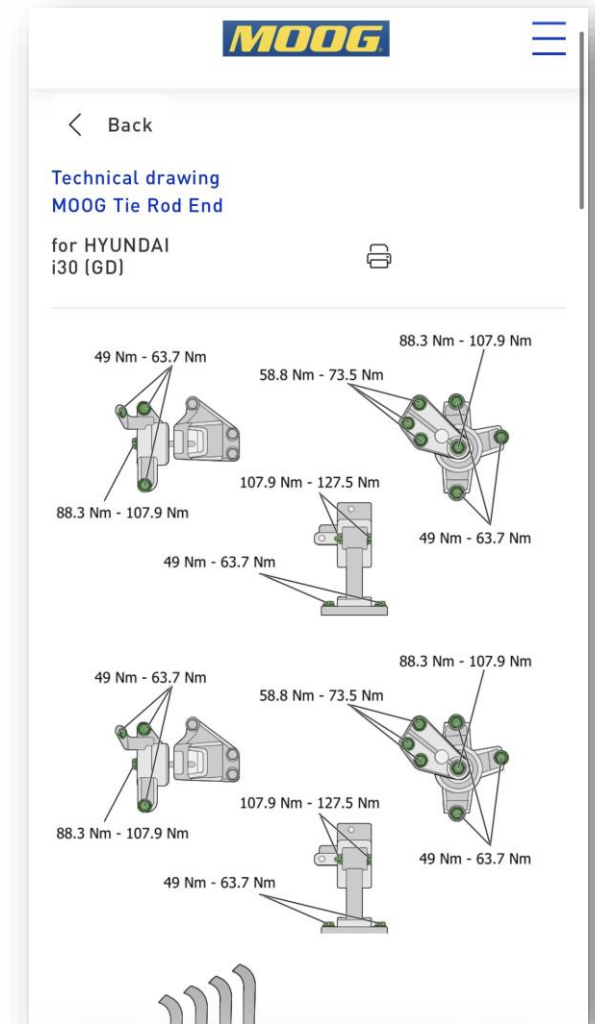 MOOG
Back
Technical drawing
MOOG Tie Rod End
for HYUNDAI
i30 (GD)
49 Nm - 63.7 Nm
88.3 Nm - 107.9 Nm
58.8 Nm - 73.5 Nm
107.9 Nm - 127.5 Nm
88.3 Nm - 107.9 Nm
49 Nm - 63.7 Nm
49 Nm - 63.7 Nm
88.3 Nm - 107.9 Nm
49 Nm - 63.7 Nm
58.8 Nm - 73.5 Nm
107.9 Nm - 127.5 Nm
88.3 Nm - 107.9 Nm
49 Nm - 63.7 Nm
49 Nm - 63.7 Nm